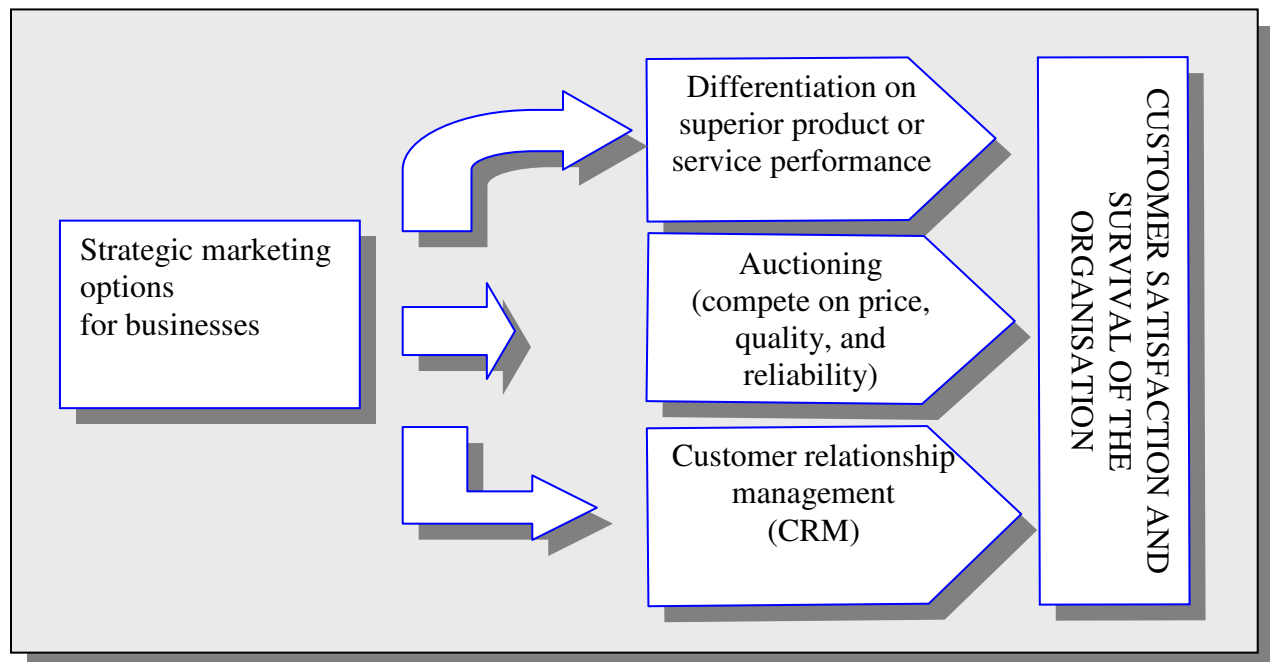 Strategic marketing
options
for businesses
Differentiation on
superior product or
service performance
Auctioning
(compete on price,
quality, and
reliability)
Customer relationship
management
(CRM)
CUSTOMER SATISFACTION AND
SURVIVAL OF THE
ORGANISATION